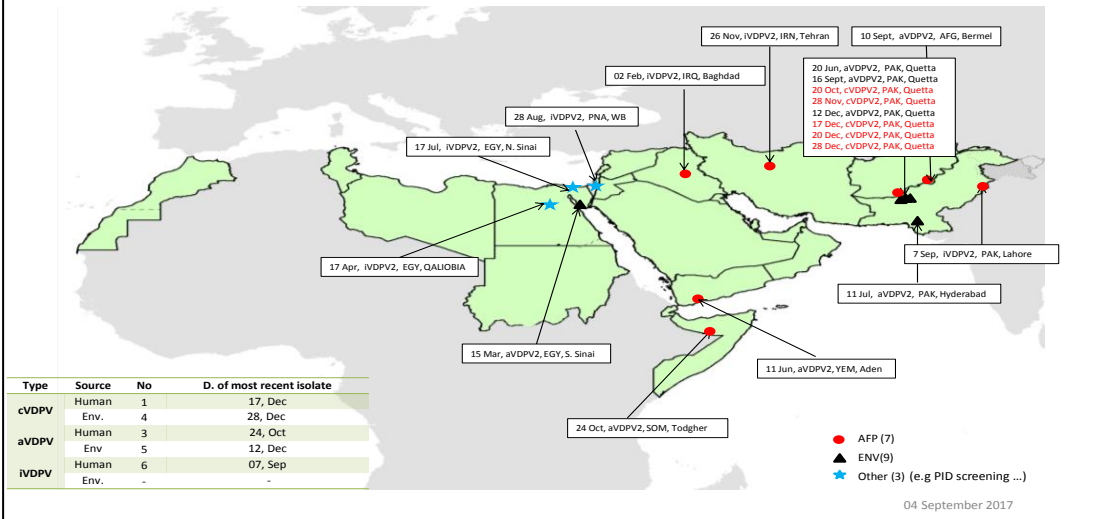 26 Nov, iVDPV2, IRN, Tehran
10 Sept, aVDPV2, AFG, Bermel
02 Feb, iVDPV2, IRQ, Baghdad
20 Jun, aVDPV2, PAK, Quetta
16 Sept, aVDPV2, PAK, Quetta
20 Oct, cVDPV2, PAK, Quetta
28 Nov, cVDPV2, PAK, Quetta
12 Dec, aVDPV2, PAK, Quetta
17 Dec, cVDPV2, PAK, Quetta
20 Dec, cVDPV2, PAK, Quetta
28 Dec, cVDPV2, PAK, Quetta
28 Aug, iVDPV2, PNA, WB
17 Jul, iVDPV2, EGY, N. Sinai
7 Sep, iVDPV2, PAK, Lahore
17 Apr, iVDPV2, EGY, QALIOBIA
11 Jul, aVDPV2, PAK, Hyderabad
15 Mar, aVDPV2, EGY, S. Sinai
11 Jun, aVDPV2, YEM, Aden
24 Oct, aVDPV2, SOM, Todgher
Type Source No D. of most recent isolate
cVDPV Human 1 17, Dec
Env. 4 28, Dec
aVDPV Human 3 24, Oct
Env 5 12, Dec
iVDPV Human 6 07, Sep
Env. - -
AFP (7)
ENV(9)
Other (3) (e.g PID screening ...)
04 September 2017